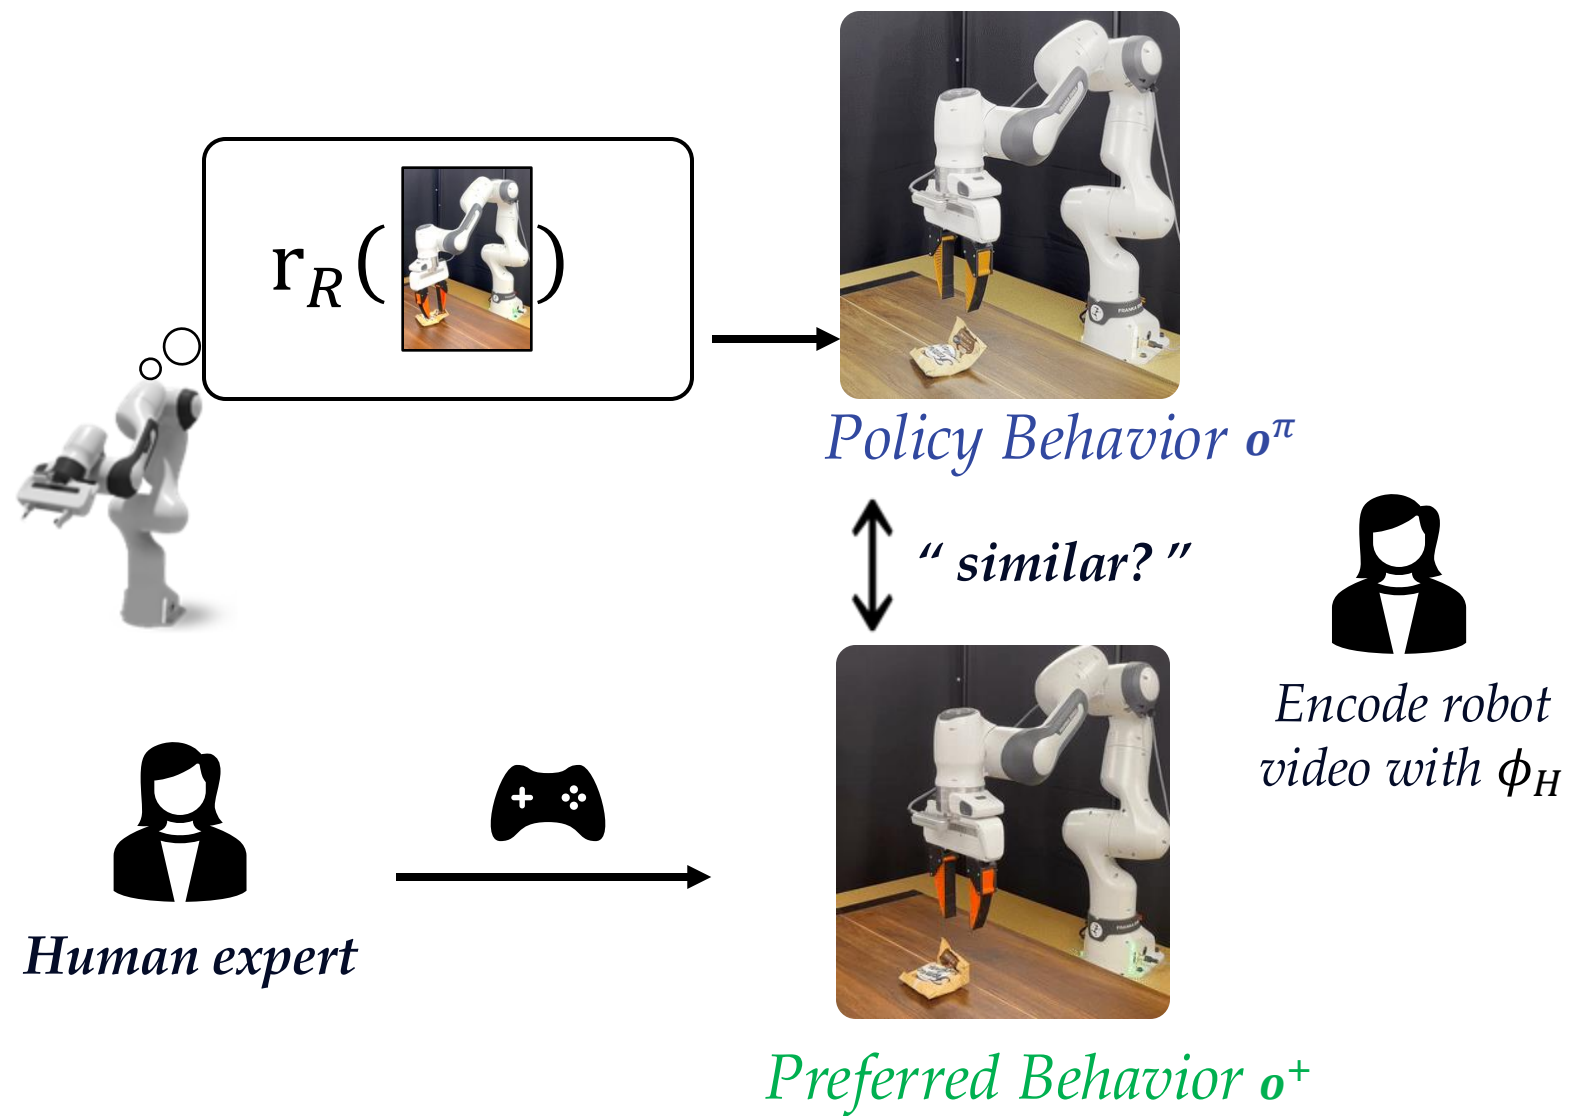 r_R ( )
Policy Behavior o^π
“ similar? ”
Encode robot
video with ϕ_H
Human expert
Preferred Behavior o^+